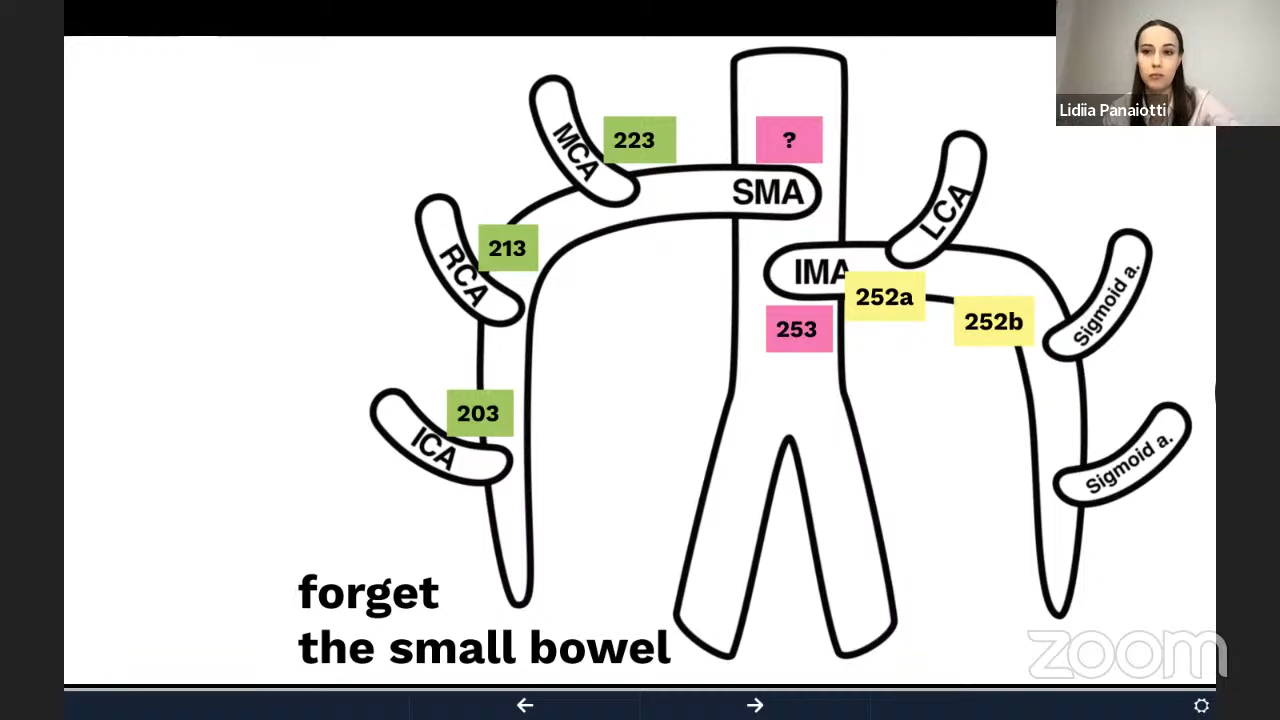 Lidiia Panaiotti
MCA
223
?
SMA
LCA
RCA
213
IMA
252a
Sigmoid a.
253
252b
203
ICA
Sigmoid a.
forget
the small bowel
zoom